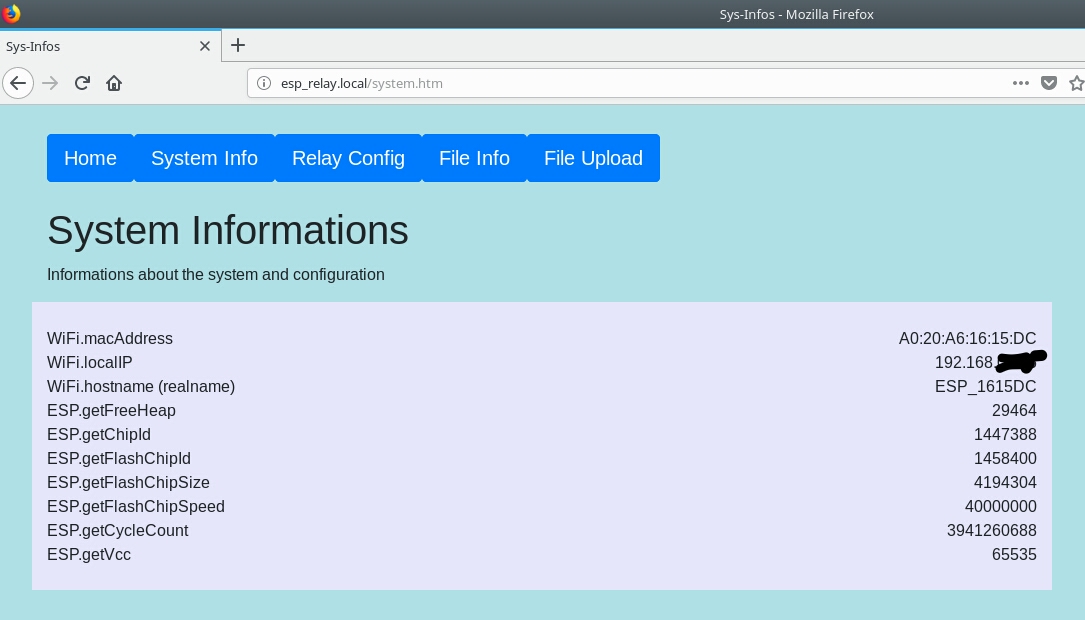 Sys-Infos - Mozilla Firefox
Sys-Infos
esp_relay.local/system.htm
Home System Info Relay Config File Info File Upload
System Informations
Informations about the system and configuration
WiFi.macAddress A0:20:A6:16:15:DC
WiFi.localIP 192.168.
WiFi.hostname (realname) ESP_1615DC
ESP.getFreeHeap 29464
ESP.getChipId 1447388
ESP.getFlashChipId 1458400
ESP.getFlashChipSize 4194304
ESP.getFlashChipSpeed 40000000
ESP.getCycleCount 3941260688
ESP.getVcc 65535